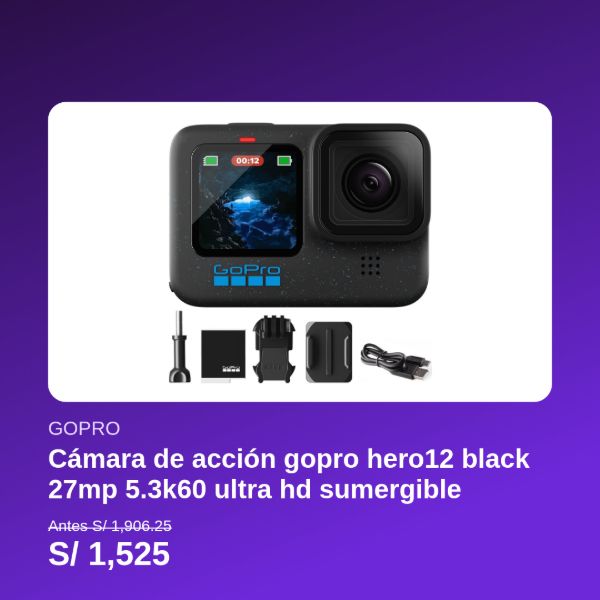 00:12
GoPro
GOPRO
Cámara de acción gopro hero12 black
27mp 5.3k60 ultra hd sumergible
Antes S/ 1,906.25
S/ 1,525